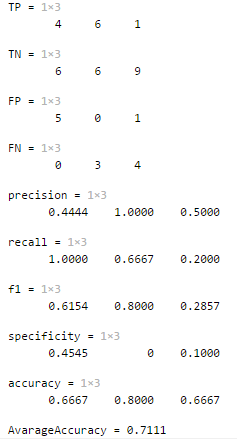 TP = 1×3
4 6 1
TN = 1×3
6 6 9
FP = 1×3
5 0 1
FN = 1×3
0 3 4
precision = 1×3
0.4444 1.0000 0.5000
recall = 1×3
1.0000 0.6667 0.2000
f1 = 1×3
0.6154 0.8000 0.2857
specificity = 1×3
0.4545 0 0.1000
accuracy = 1×3
0.6667 0.8000 0.6667
AvarageAccuracy = 0.7111